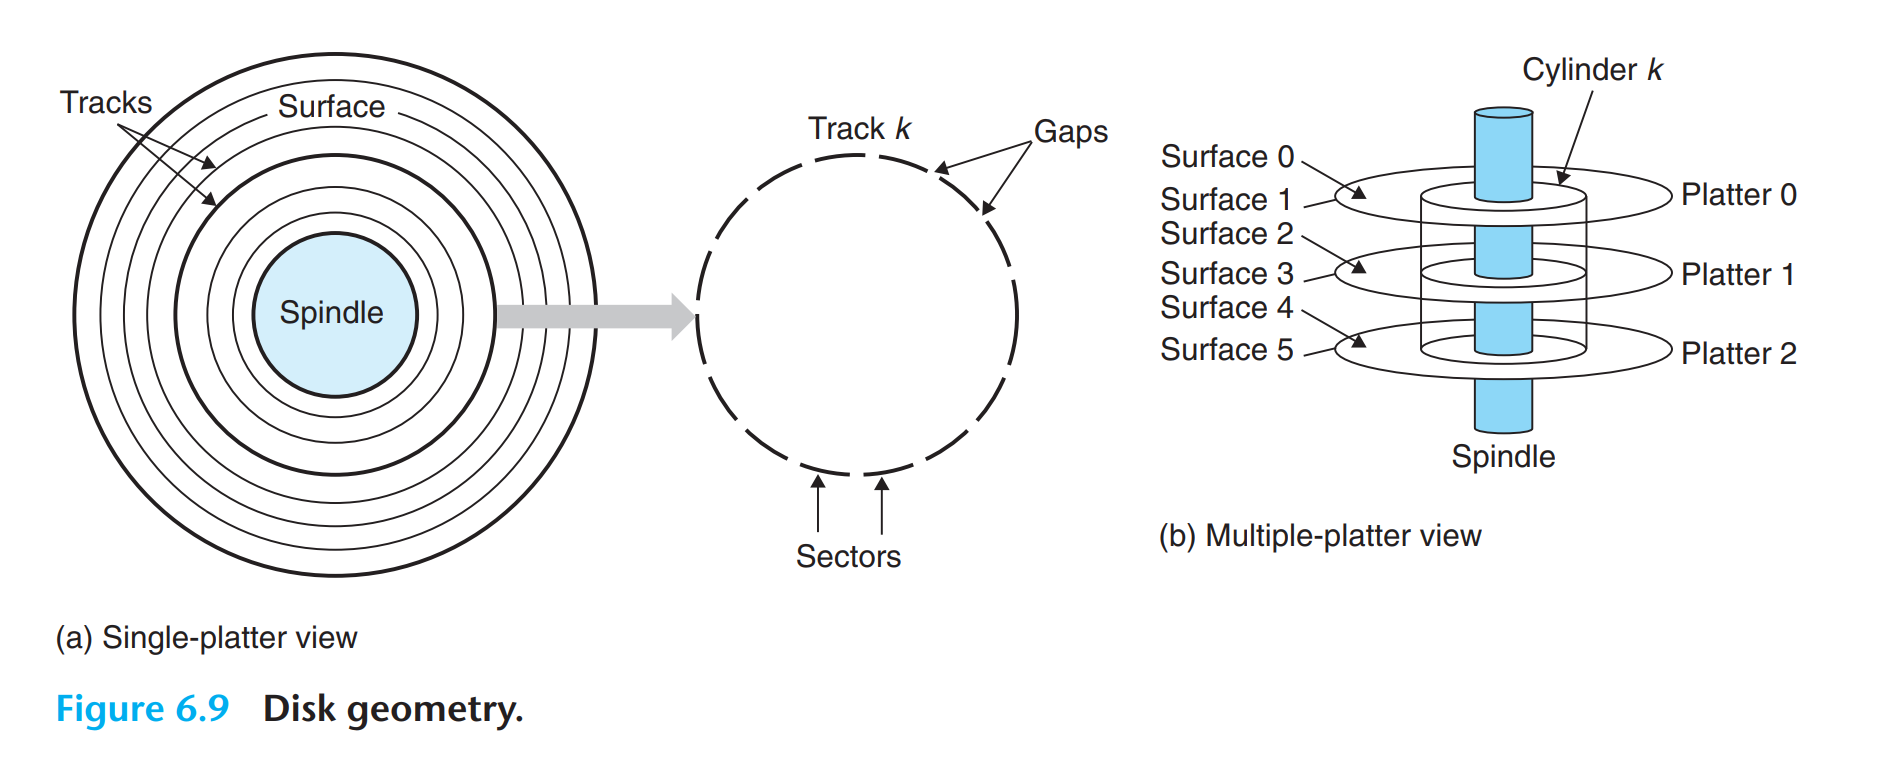 Tracks
Surface
Spindle
Track k
Gaps
Sectors
(a) Single-platter view
Cylinder k
Surface 0
Surface 1
Surface 2
Surface 3
Surface 4
Surface 5
Platter 0
Platter 1
Platter 2
Spindle
(b) Multiple-platter view
Figure 6.9 Disk geometry.